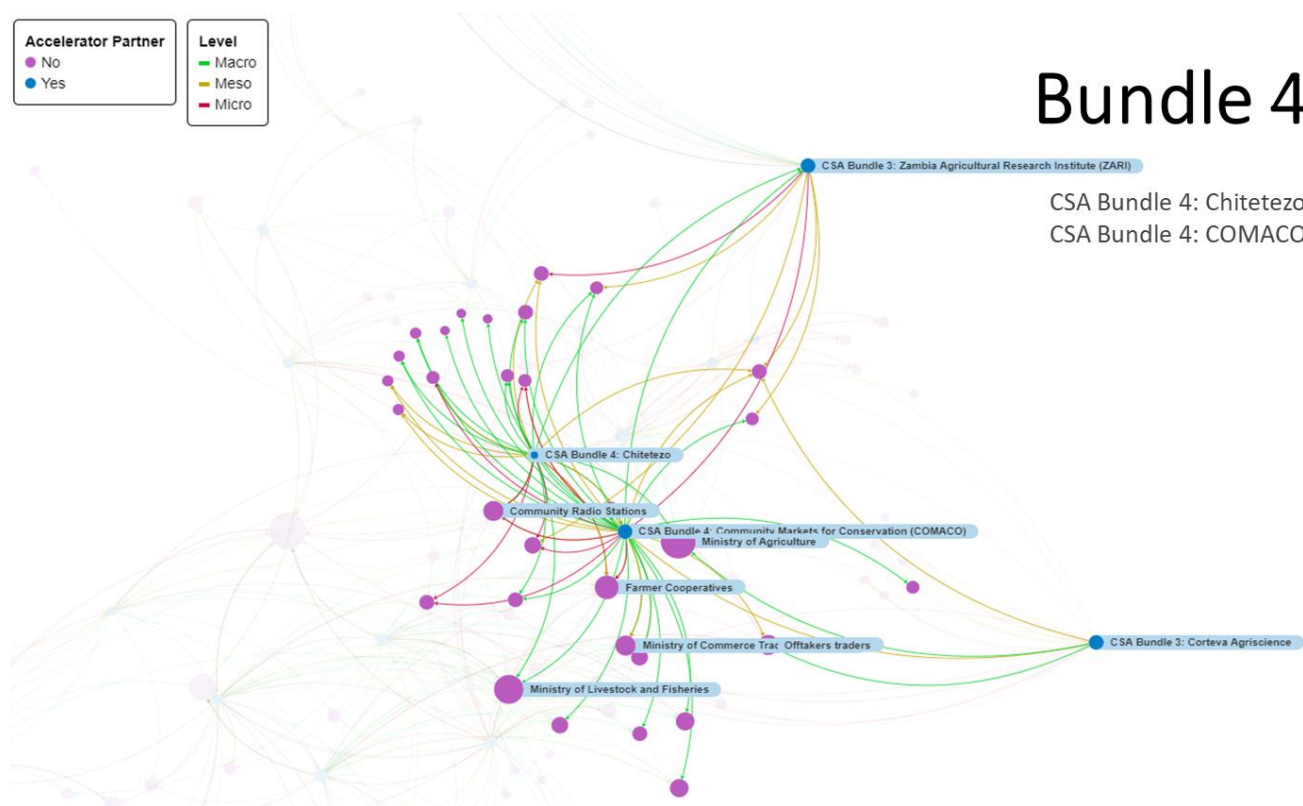 Accelerator Partner
No
Yes
Level
Macro
Meso
Micro
Bundle 4
CSA Bundle 4: Chitetezo
CSA Bundle 4: COMACO
CSA Bundle 3: Zambia Agricultural Research Institute (ZARI)
CSA Bundle 4: Chitetezo
Community Radio Stations
CSA Bundle 4: Community Markets for Conservation (COMACO)
Ministry of Agriculture
Farmer Cooperatives
Ministry of Commerce Trad Offtakers traders
CSA Bundle 3: Corteva Agriscience
Ministry of Livestock and Fisheries